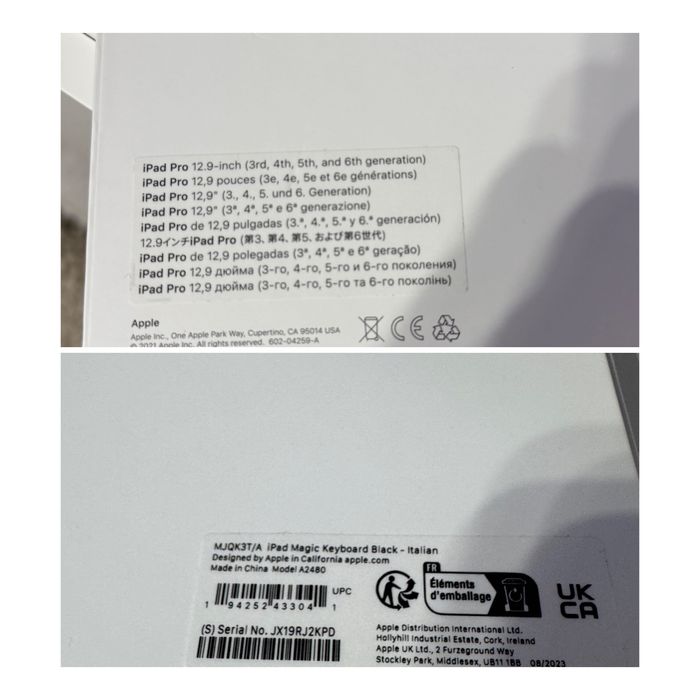 iPad Pro 12.9-inch (3rd, 4th, 5th, and 6th generation)
iPad Pro 12,9 pouces (3e, 4e, 5e et 6e générations)
iPad Pro 12,9" (3., 4., 5. und 6. Generation)
iPad Pro 12,9" (3ª, 4ª, 5ª e 6ª generazione)
iPad Pro de 12,9 pulgadas (3.ª, 4.ª, 5.ª y 6.ª generación)
12.9インチiPad Pro (第3、第4、第5、および第6世代)
iPad Pro de 12,9 polegadas (3ª, 4ª, 5ª e 6ª geração)
iPad Pro 12,9 дюйма (3-го, 4-го, 5-го и 6-го поколения)
iPad Pro 12,9 дюйма (3-го, 4-го, 5-го та 6-го поколінь)
Apple
Apple Inc., One Apple Park Way, Cupertino, CA 95014 USA
© 2021 Apple Inc. All rights reserved. 602-04259-A
CE
MJQK3T/A iPad Magic Keyboard Black - Italian
Designed by Apple in California apple.com
Made in China Model A2480
UPC
1 94252 43304 1
(S) Serial No. JX19RJ2KPD
FR
Éléments
d'emballage
UK
CA
Apple Distribution International Ltd.
Hollyhill Industrial Estate, Cork, Ireland
Apple UK Ltd., 2 Furzeground Way
Stockley Park, Middlesex, UB11 1BB 08/2023